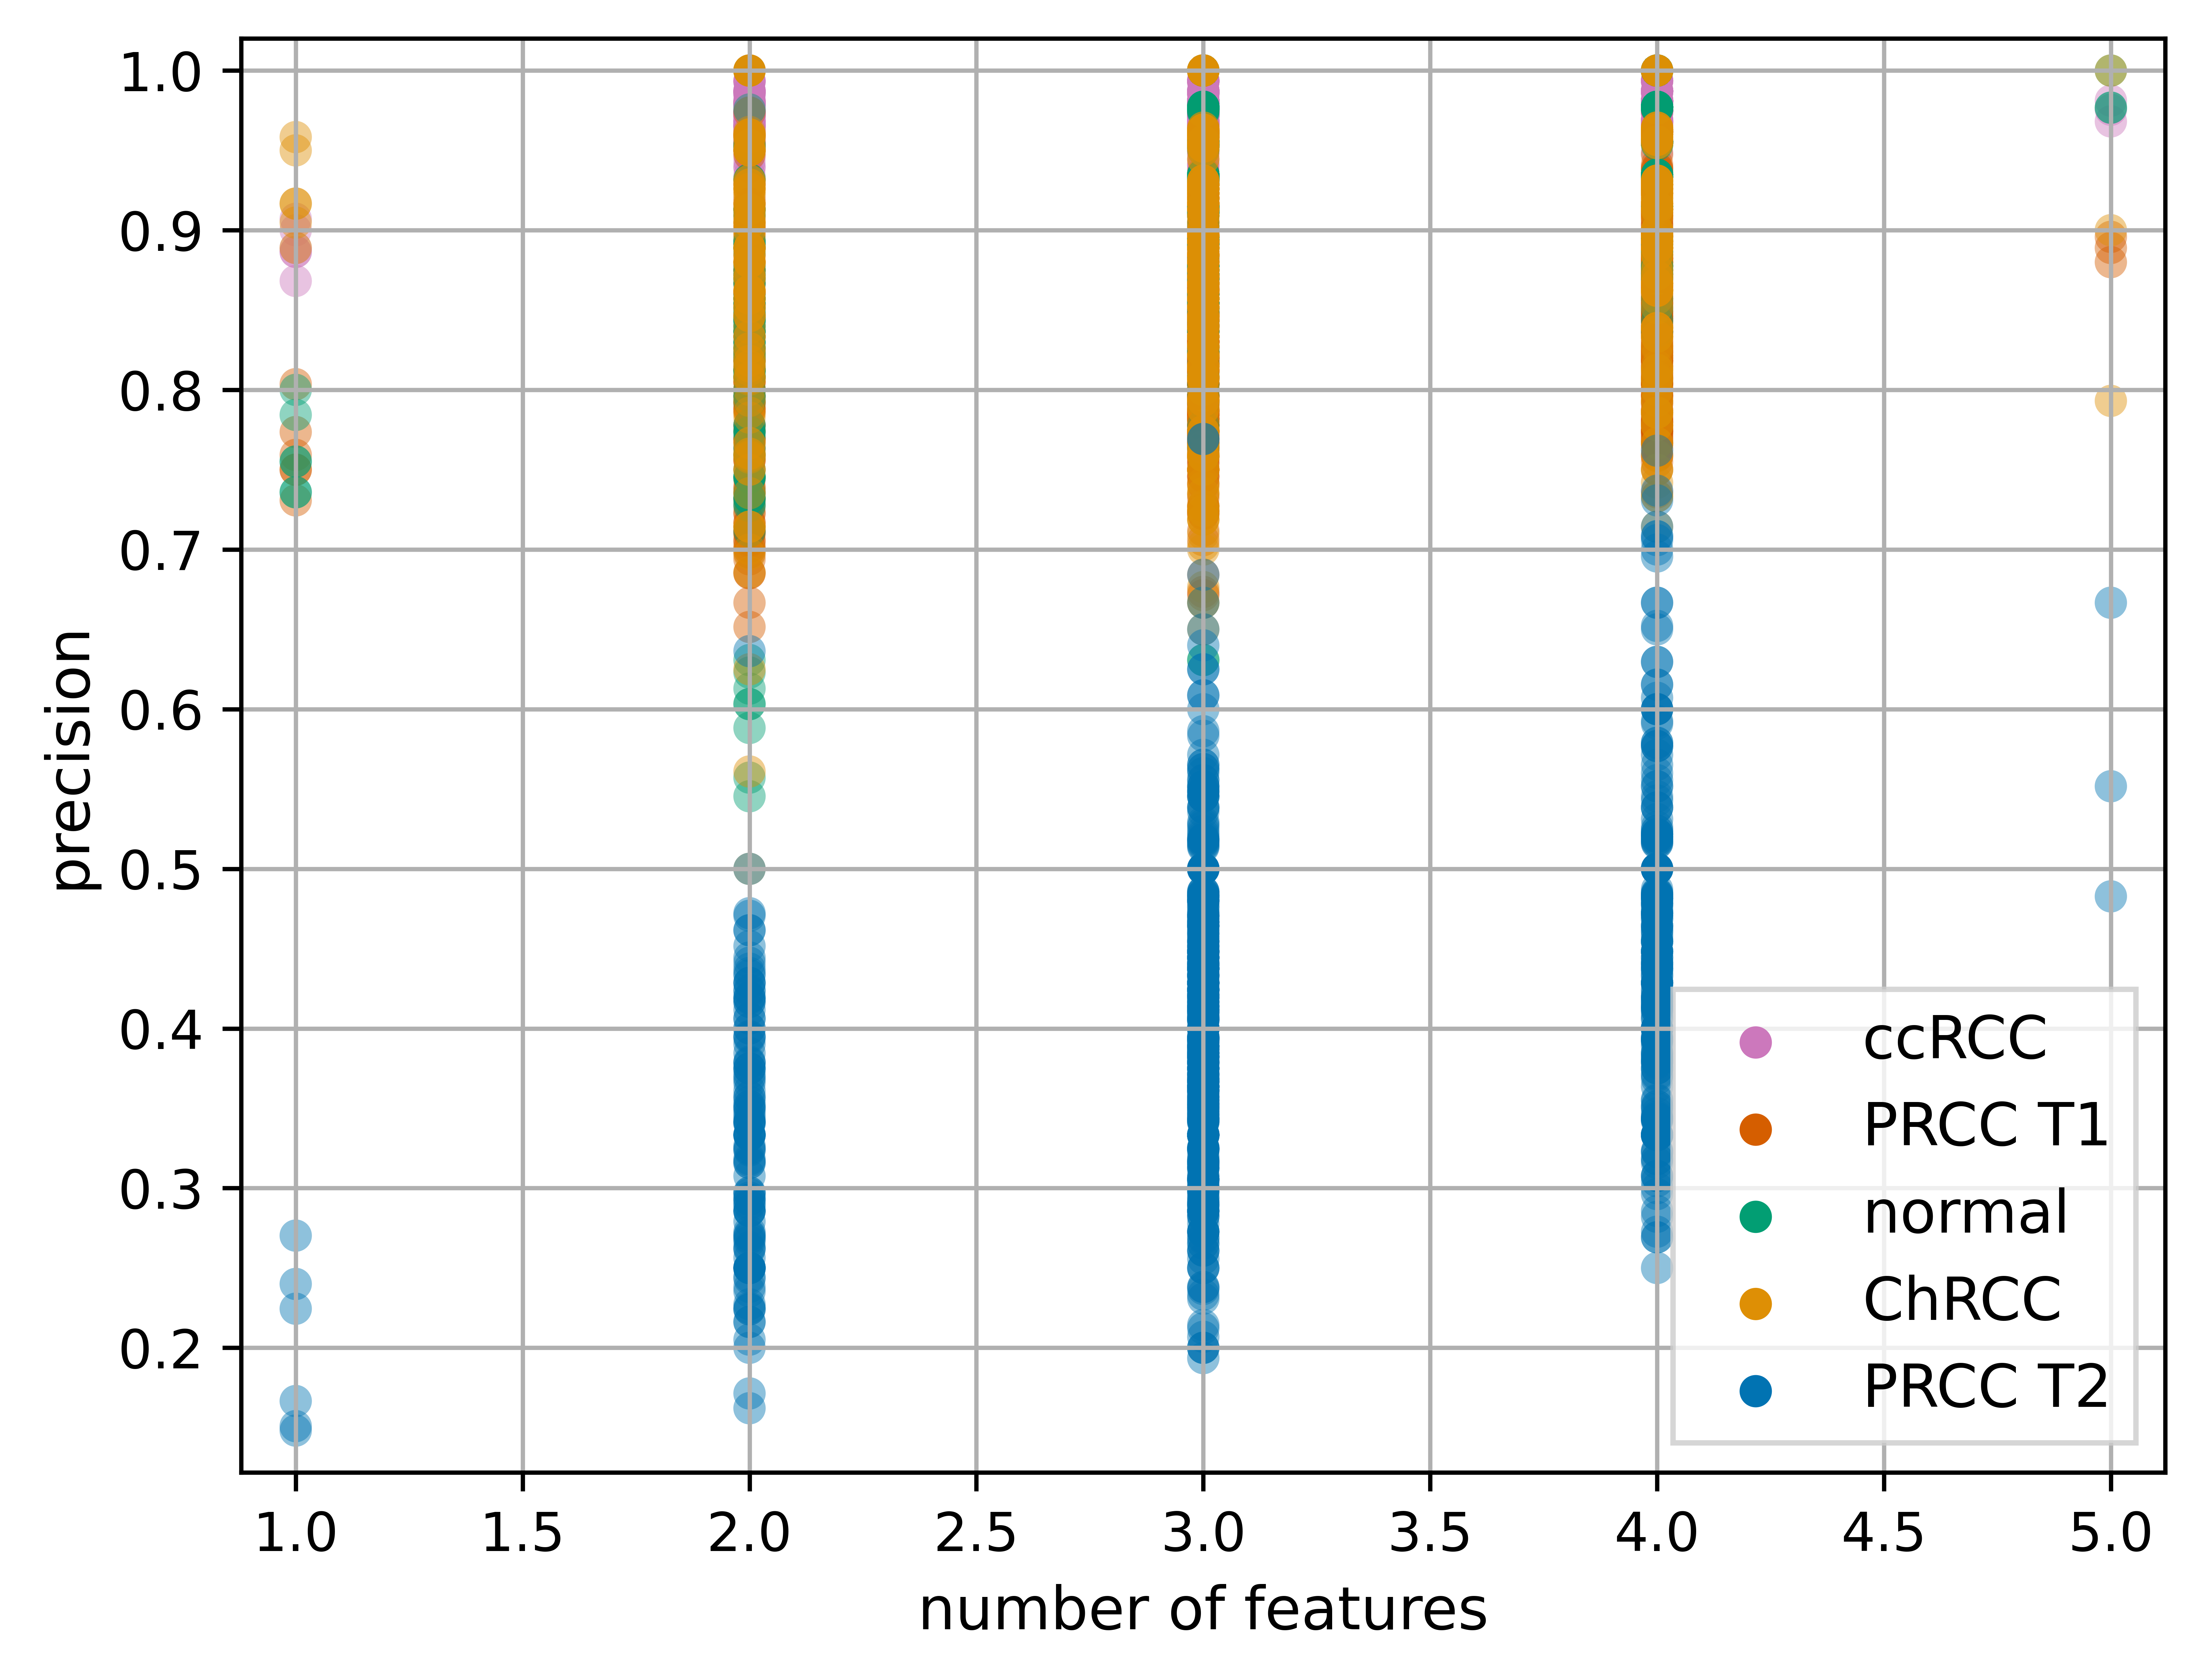 1.0
0.9
0.8
0.7
0.6
0.5
0.4
0.3
0.2
precision
ccRCC
PRCC T1
normal
ChRCC
PRCC T2
1.0 1.5 2.0 2.5 3.0 3.5 4.0 4.5 5.0
number of features